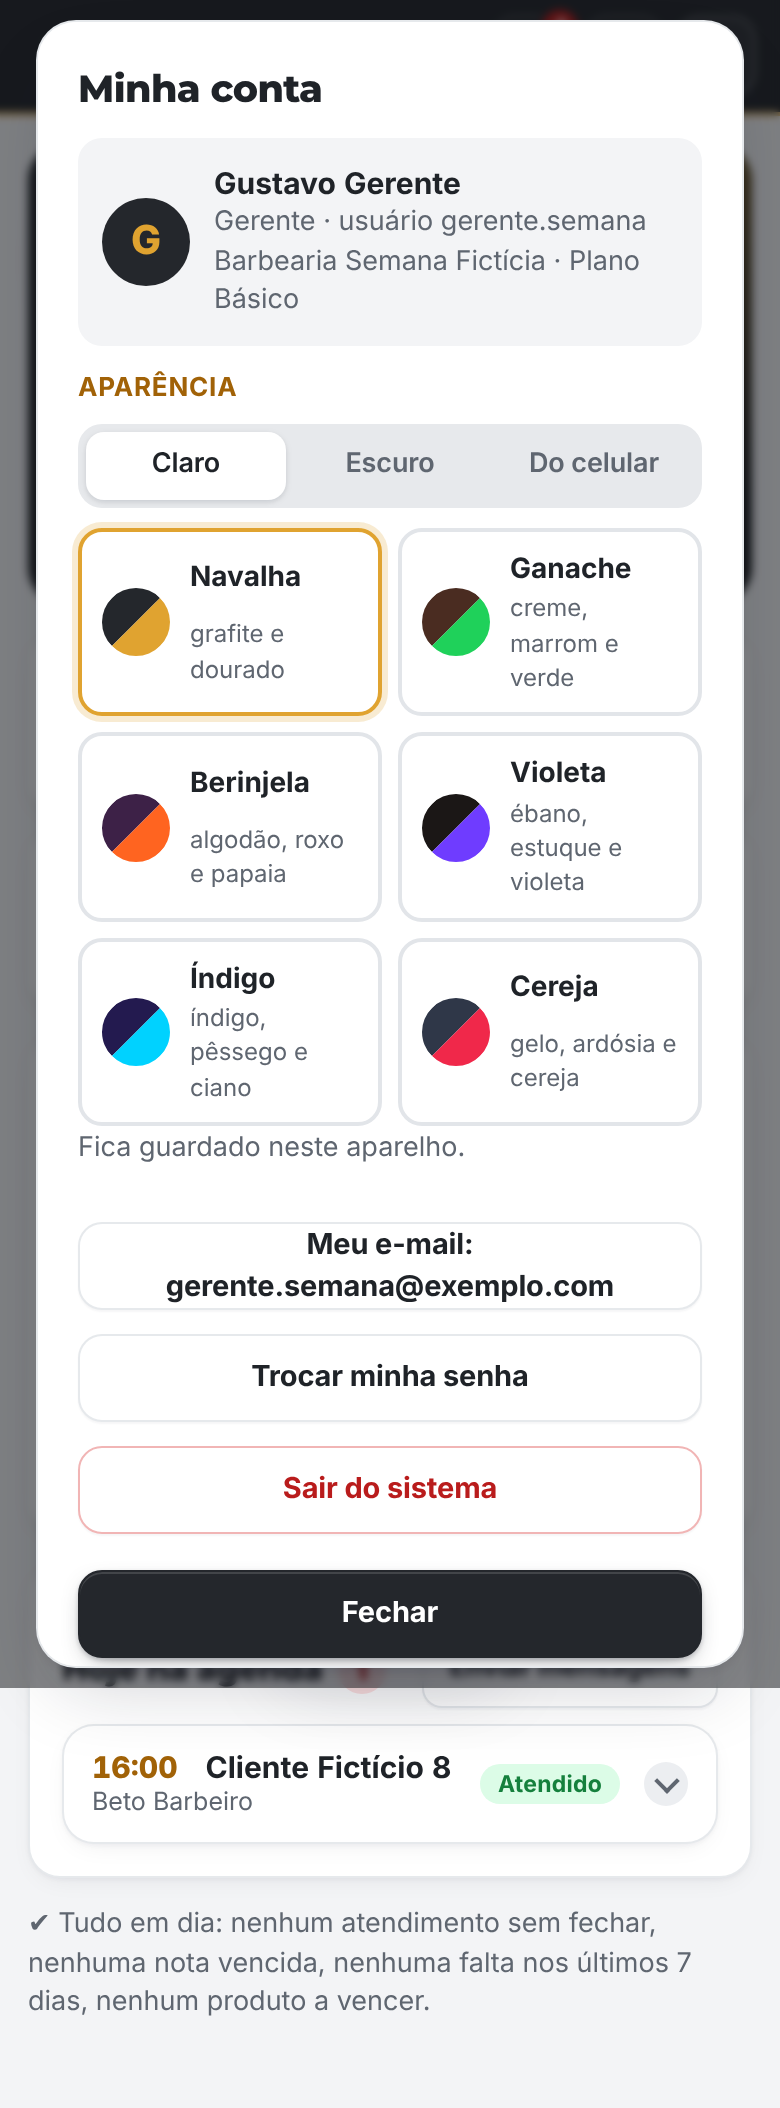 Minha conta
G
Gustavo Gerente
Gerente · usuário gerente.semana
Barbearia Semana Fictícia · Plano
Básico
APARÊNCIA
Claro
Escuro
Do celular
Navalha
grafite e
dourado
Ganache
creme,
marrom e
verde
Berinjela
algodão, roxo
e papaia
Violeta
ébano,
estuque e
violeta
Índigo
índigo,
pêssego e
ciano
Cereja
gelo, ardósia e
cereja
Fica guardado neste aparelho.
Meu e-mail:
gerente.semana@exemplo.com
Trocar minha senha
Sair do sistema
Fechar
16:00 Cliente Fictício 8
Beto Barbeiro
Atendido
✔ Tudo em dia: nenhum atendimento sem fechar,
nenhuma nota vencida, nenhuma falta nos últimos 7
dias, nenhum produto a vencer.